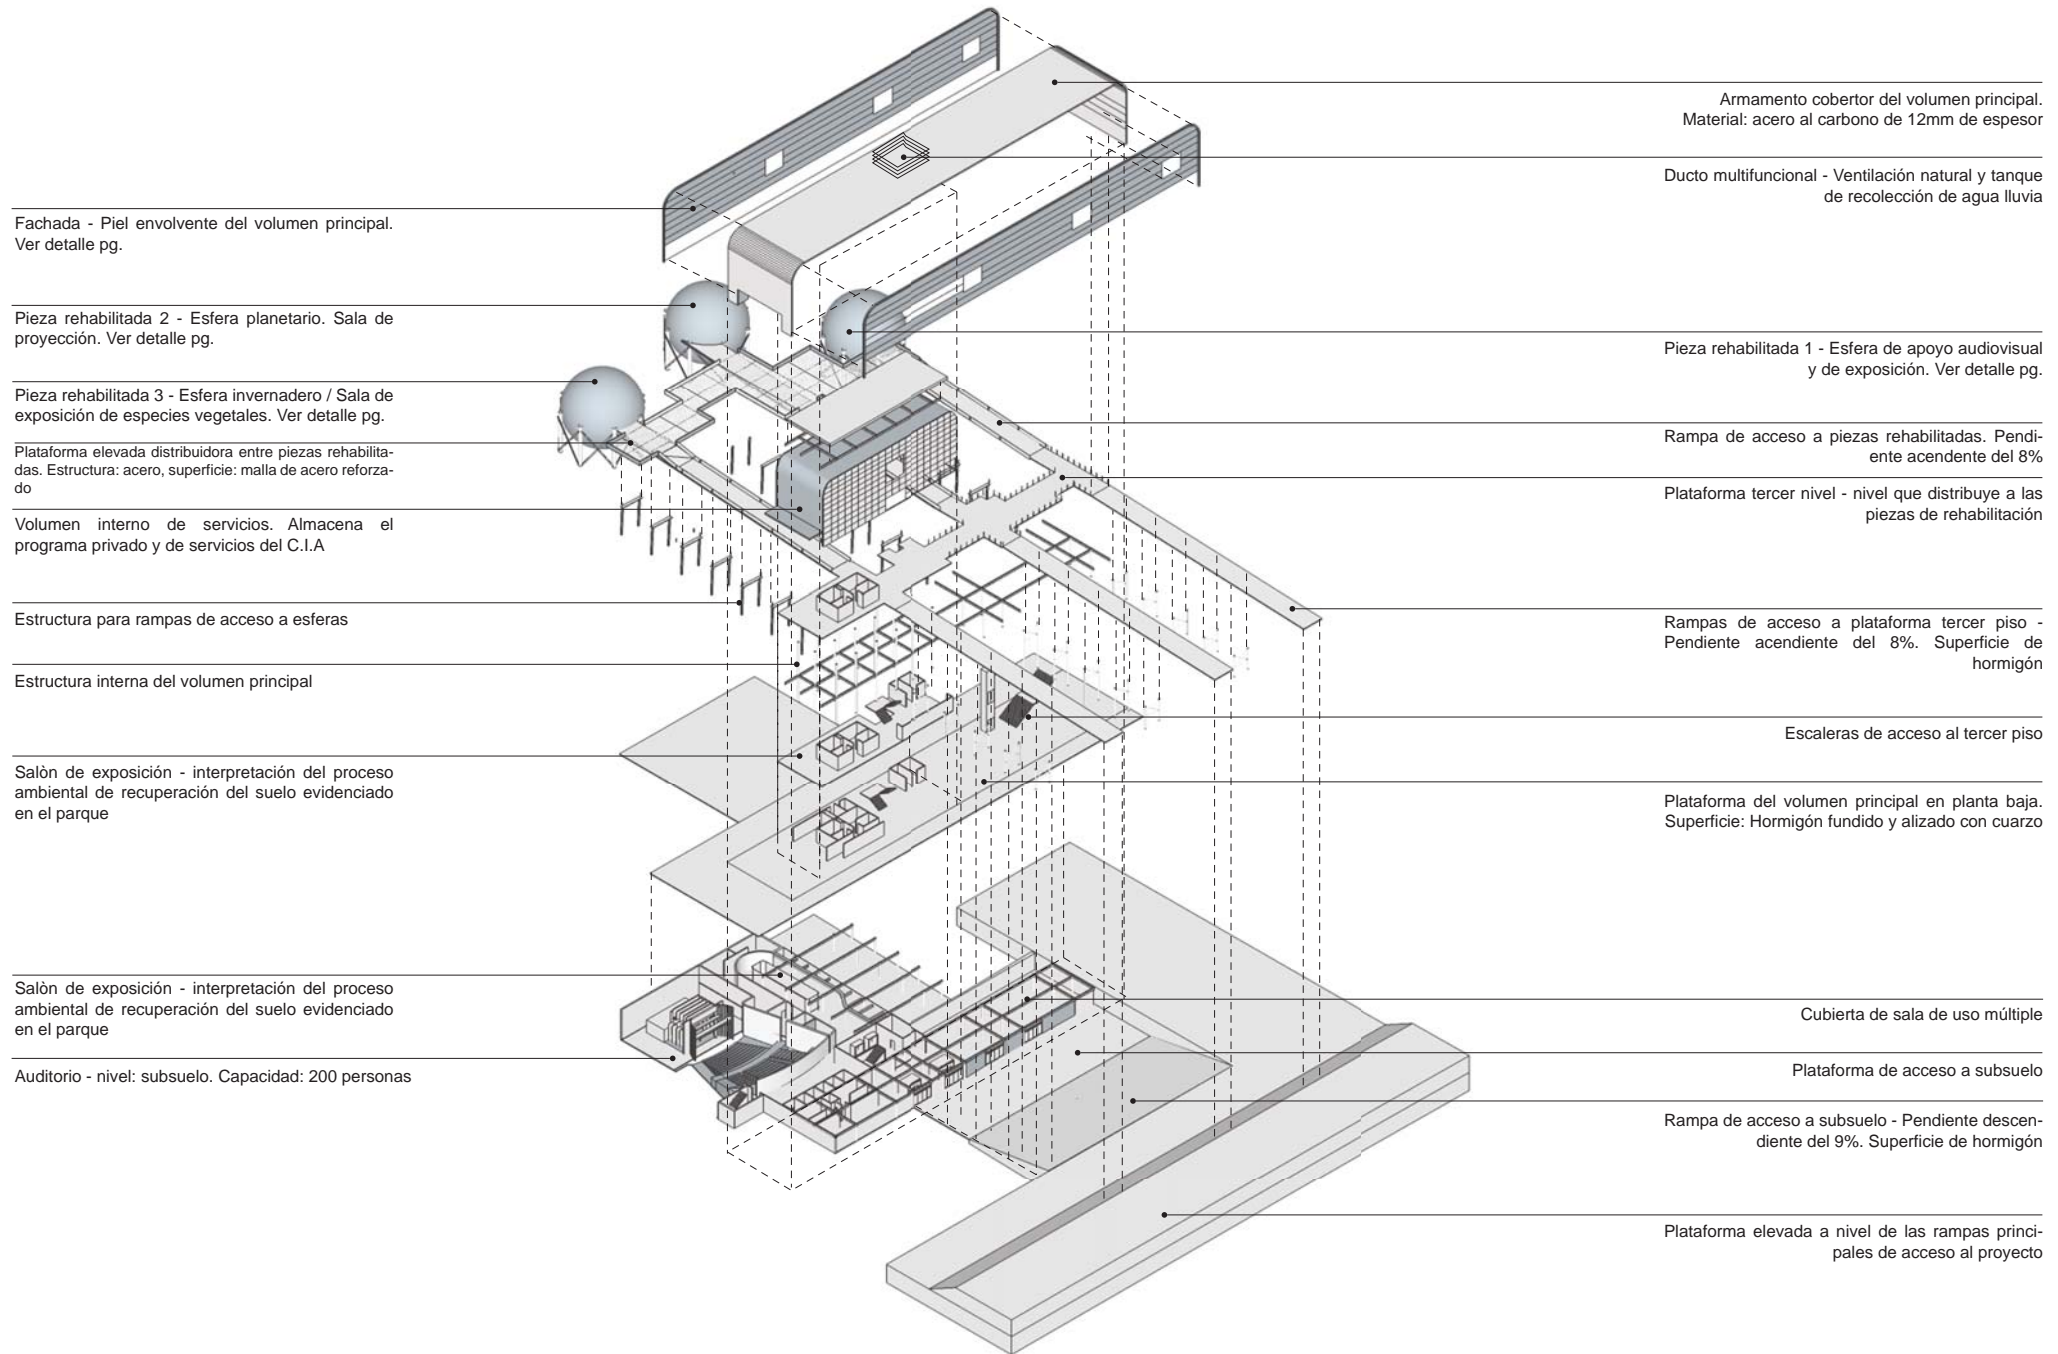 Fachada - Piel envolvente del volumen principal.
Ver detalle pg.
Pieza rehabilitada 2 - Esfera planetario. Sala de
proyección. Ver detalle pg.
Pieza rehabilitada 3 - Esfera invernadero / Sala de
exposición de especies vegetales. Ver detalle pg.
Plataforma elevada distribuidora entre piezas rehabilita-
das. Estructura: acero, superficie: malla de acero reforza-
do
Volumen interno de servicios. Almacena el
programa privado y de servicios del C.I.A
Estructura para rampas de acceso a esferas
Estructura interna del volumen principal
Salòn de exposición - interpretación del proceso
ambiental de recuperación del suelo evidenciado
en el parque
Salòn de exposición - interpretación del proceso
ambiental de recuperación del suelo evidenciado
en el parque
Auditorio - nivel: subsuelo. Capacidad: 200 personas
Armamento cobertor del volumen principal.
Material: acero al carbono de 12mm de espesor
Ducto multifuncional - Ventilación natural y tanque
de recolección de agua lluvia
Pieza rehabilitada 1 - Esfera de apoyo audiovisual
y de exposición. Ver detalle pg.
Rampa de acceso a piezas rehabilitadas. Pendi-
ente acendente del 8%
Plataforma tercer nivel - nivel que distribuye a las
piezas de rehabilitación
Rampas de acceso a plataforma tercer piso -
Pendiente acendiente del 8%. Superficie de
hormigón
Escaleras de acceso al tercer piso
Plataforma del volumen principal en planta baja.
Superficie: Hormigón fundido y alizado con cuarzo
Cubierta de sala de uso múltiple
Plataforma de acceso a subsuelo
Rampa de acceso a subsuelo - Pendiente descen-
diente del 9%. Superficie de hormigón
Plataforma elevada a nivel de las rampas princi-
pales de acceso al proyecto